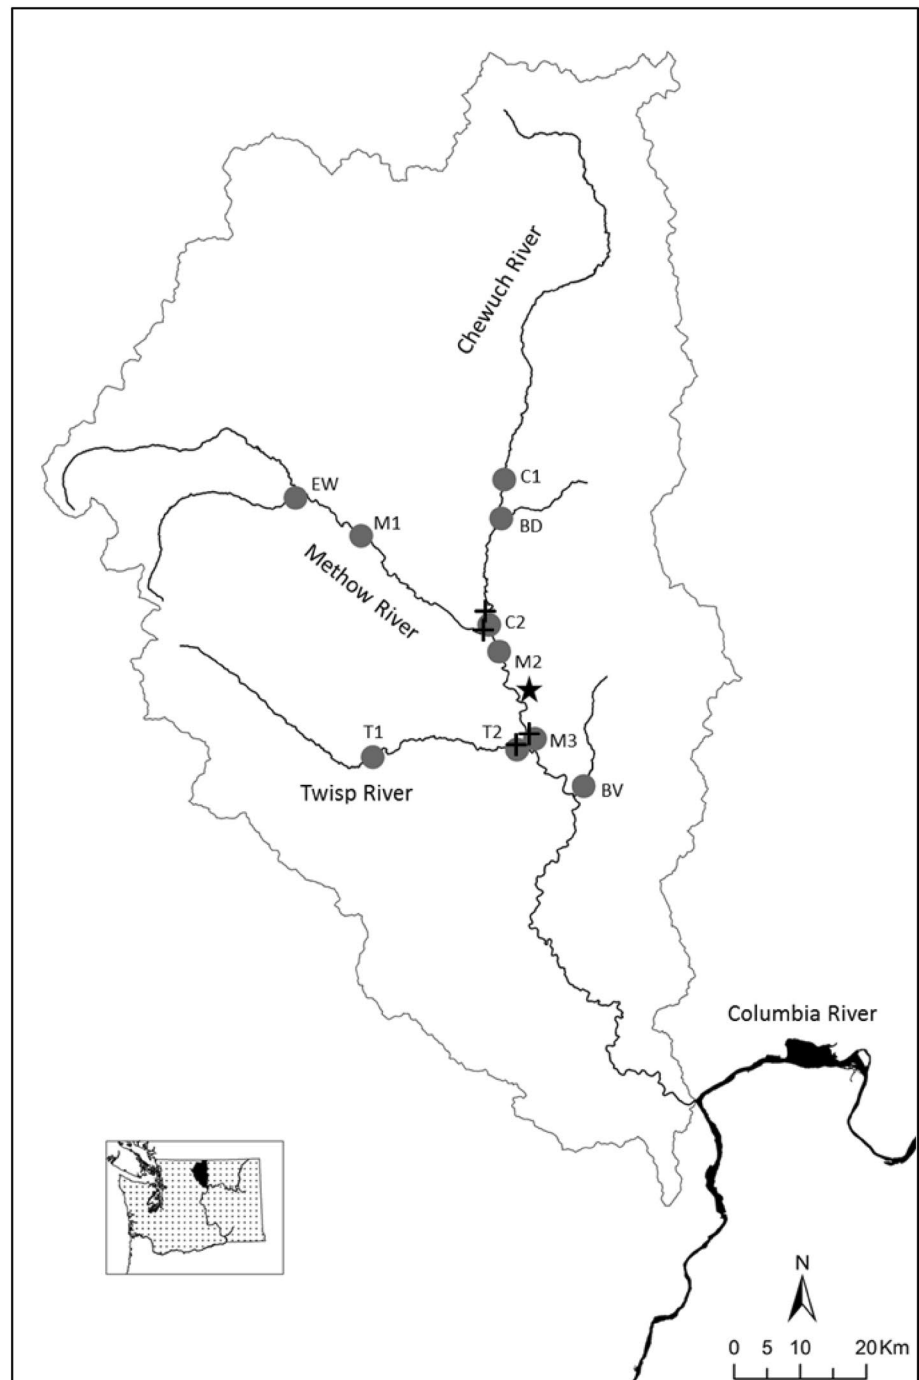 Chewuch River
C1
EW
BD
M1
Methow River
C2
M2
T1
T2
M3
BV
Twisp River
Columbia River
N
0 5 10 20 Km